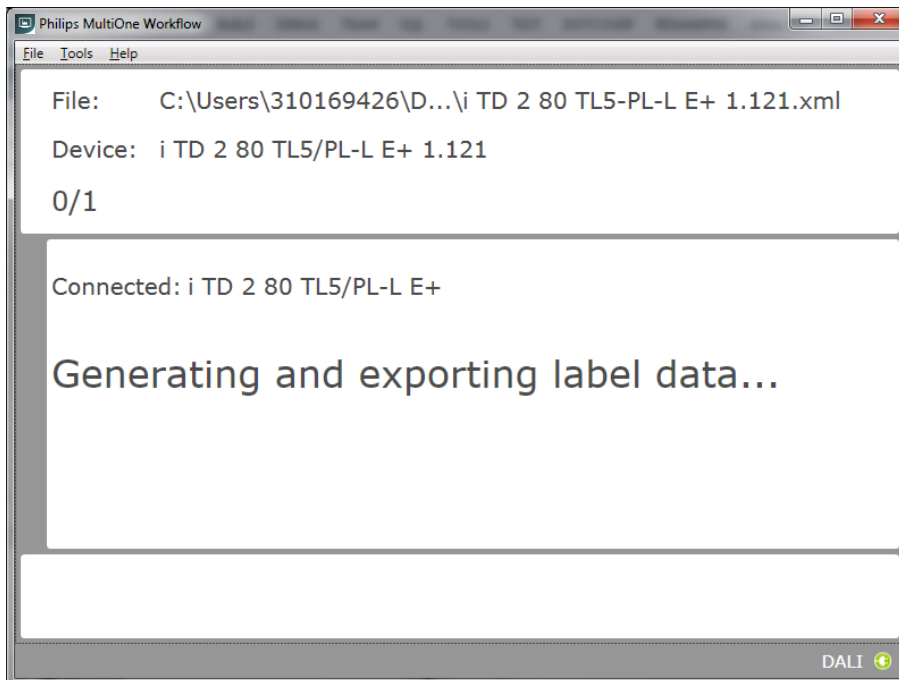 Philips MultiOne Workflow
File Tools Help
File: C:\Users\310169426\D...\i TD 2 80 TL5-PL-L E+ 1.121.xml
Device: i TD 2 80 TL5/PL-L E+ 1.121
0/1
Connected: i TD 2 80 TL5/PL-L E+
Generating and exporting label data...
DALI